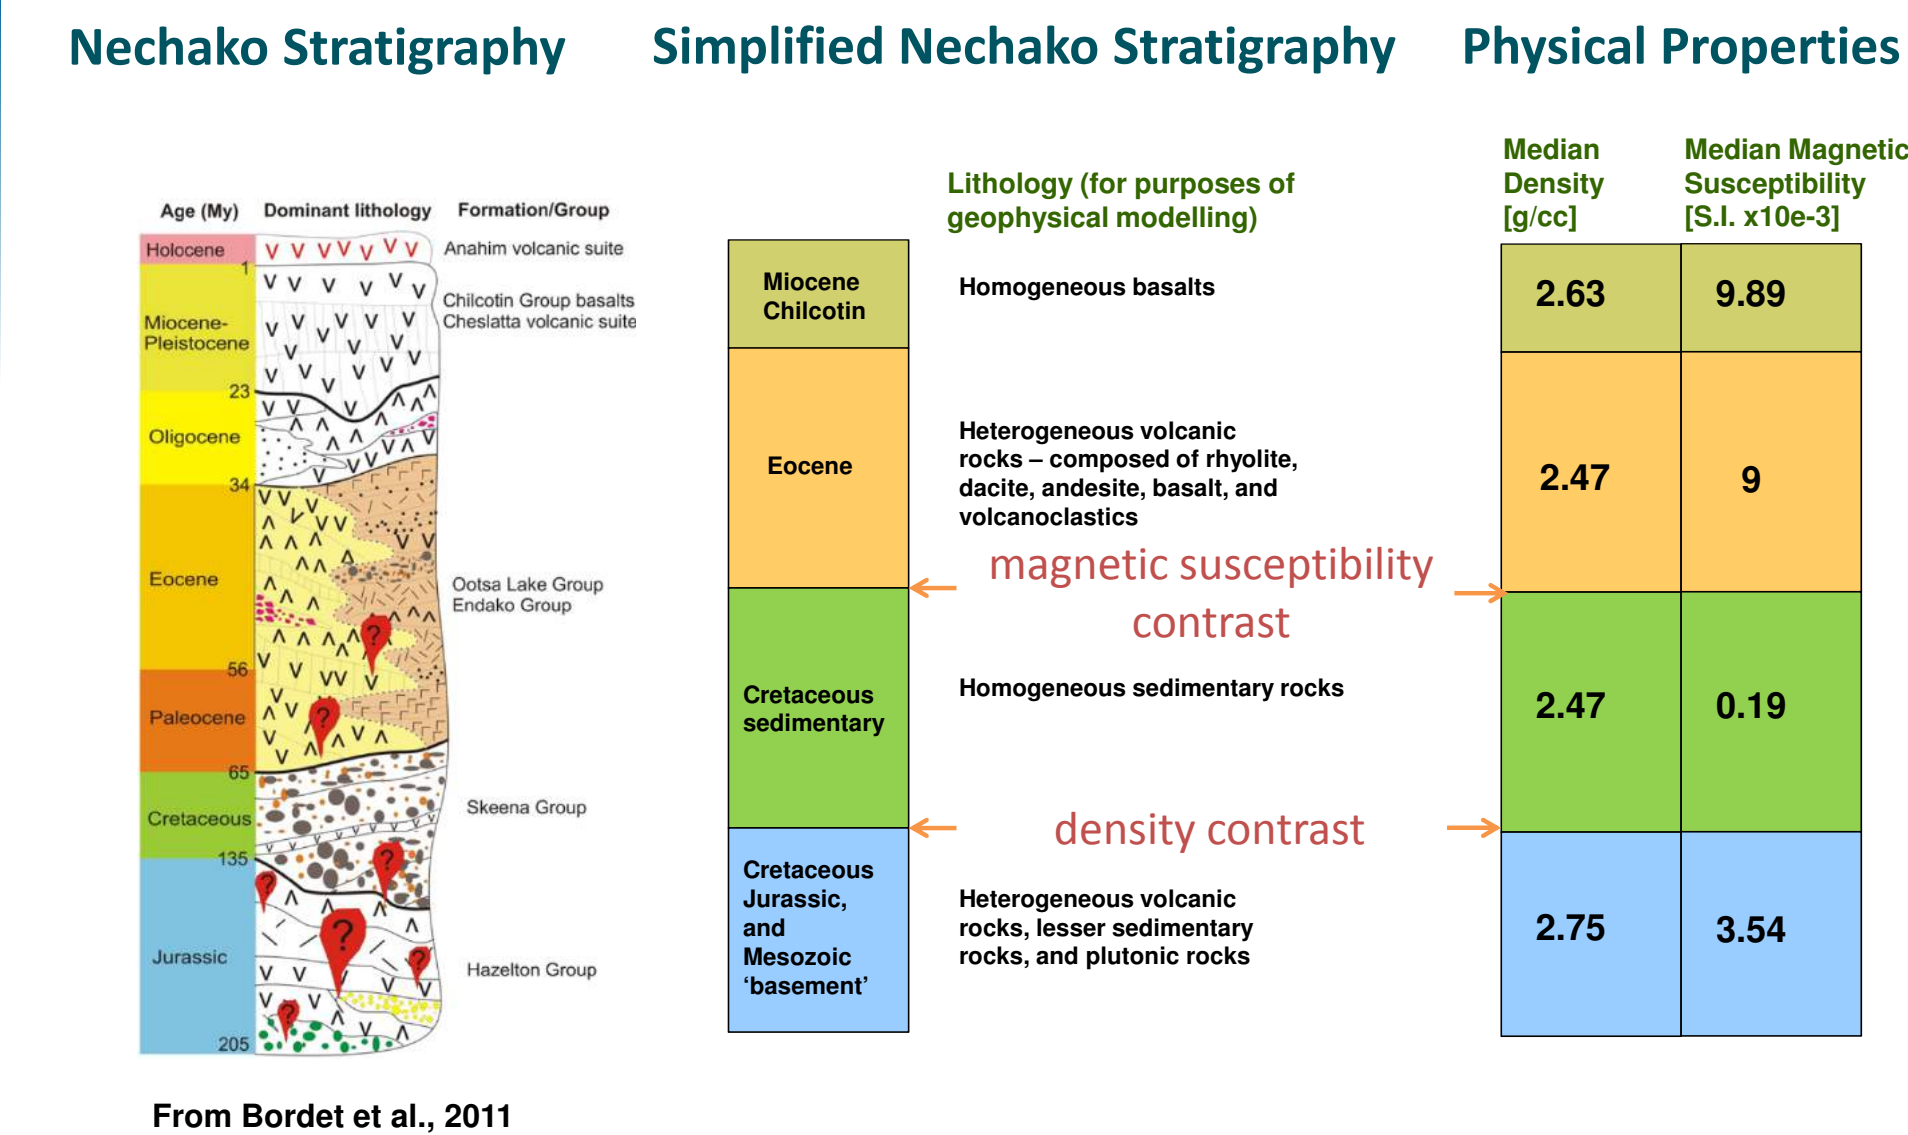 Nechako Stratigraphy
Simplified Nechako Stratigraphy
Physical Properties
Age (My)
Dominant lithology
Formation/Group
Holocene
Anahim volcanic suite
1
Miocene-
Pleistocene
Chilcotin Group basalts
Cheslatta volcanic suite
23
Oligocene
34
Eocene
Ootsa Lake Group
Endako Group
?
56
Paleocene
?
65
Cretaceous
Skeena Group
135
?
?
Jurassic
?
?
Hazelton Group
?
205
From Bordet et al., 2011
Lithology (for purposes of
geophysical modelling)
Miocene
Chilcotin
Homogeneous basalts
Eocene
Heterogeneous volcanic
rocks – composed of rhyolite,
dacite, andesite, basalt, and
volcanoclastics
magnetic susceptibility
contrast
Cretaceous
sedimentary
Homogeneous sedimentary rocks
density contrast
Cretaceous
Jurassic,
and
Mesozoic
‘basement’
Heterogeneous volcanic
rocks, lesser sedimentary
rocks, and plutonic rocks
Median
Density
[g/cc]
Median Magnetic
Susceptibility
[S.I. x10e-3]
2.63
9.89
2.47
9
2.47
0.19
2.75
3.54